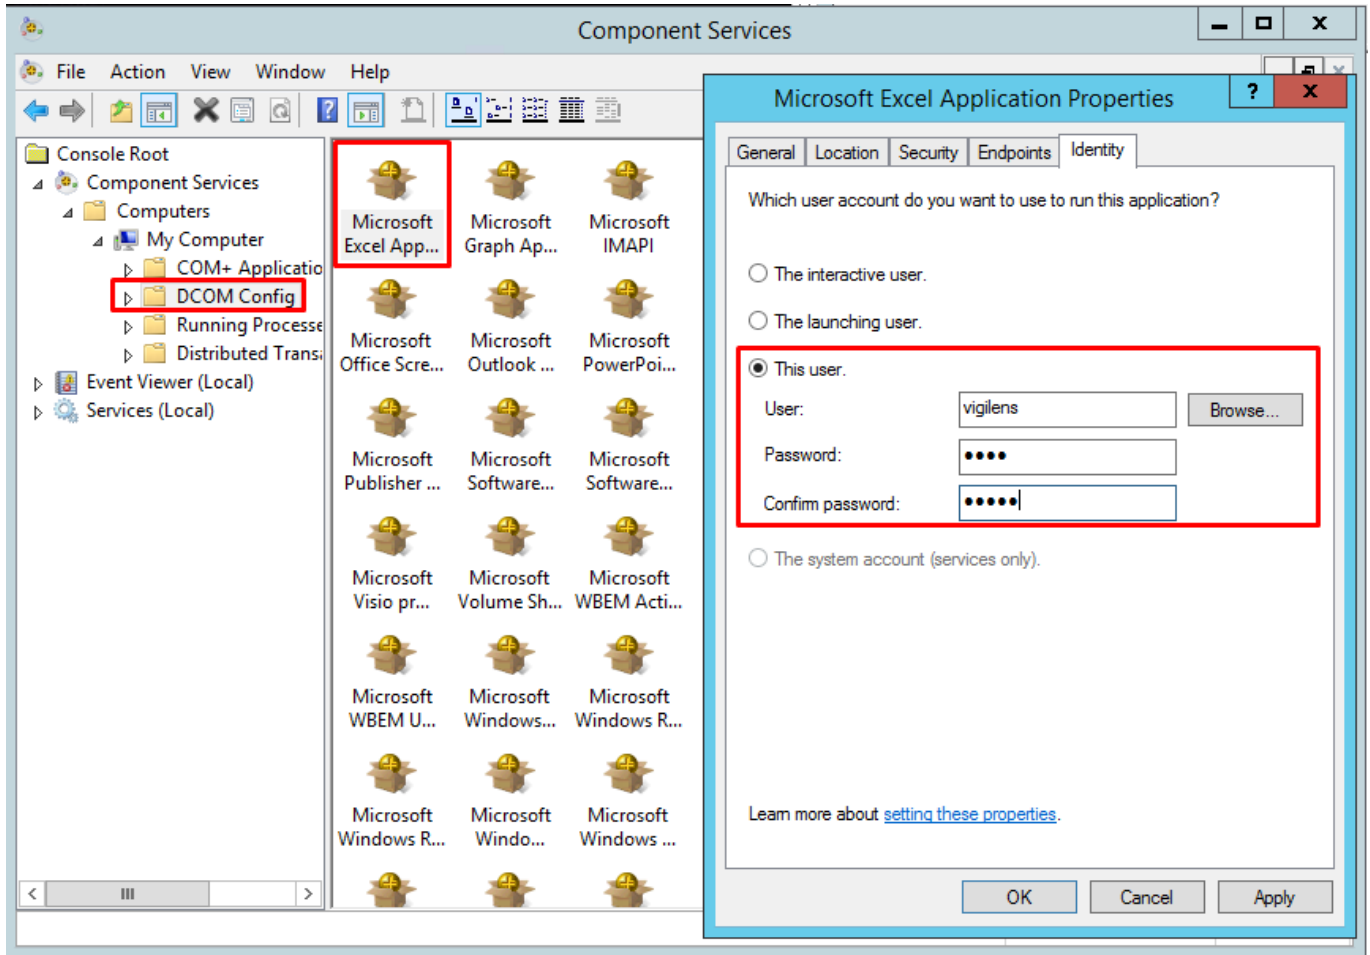 Component Services
File Action View Window Help
Console Root
Component Services
Computers
My Computer
COM+ Applicatio
DCOM Config
Running Processe
Distributed Trans
Event Viewer (Local)
Services (Local)
Microsoft Excel App...
Microsoft Graph Ap...
Microsoft IMAPI
Microsoft Office Scre...
Microsoft Outlook ...
Microsoft PowerPoi...
Microsoft Publisher ...
Microsoft Software...
Microsoft Software...
Microsoft Visio pr...
Microsoft Volume Sh...
Microsoft WBEM Acti...
Microsoft WBEM U...
Microsoft Windows...
Microsoft Windows R...
Microsoft Windows R...
Microsoft Windo...
Microsoft Windows ...
Microsoft Excel Application Properties
General Location Security Endpoints Identity
Which user account do you want to use to run this application?
The interactive user.
The launching user.
This user.
User: vigilens Browse...
Password: ••••
Confirm password: •••••
The system account (services only).
Learn more about setting these properties.
OK Cancel Apply